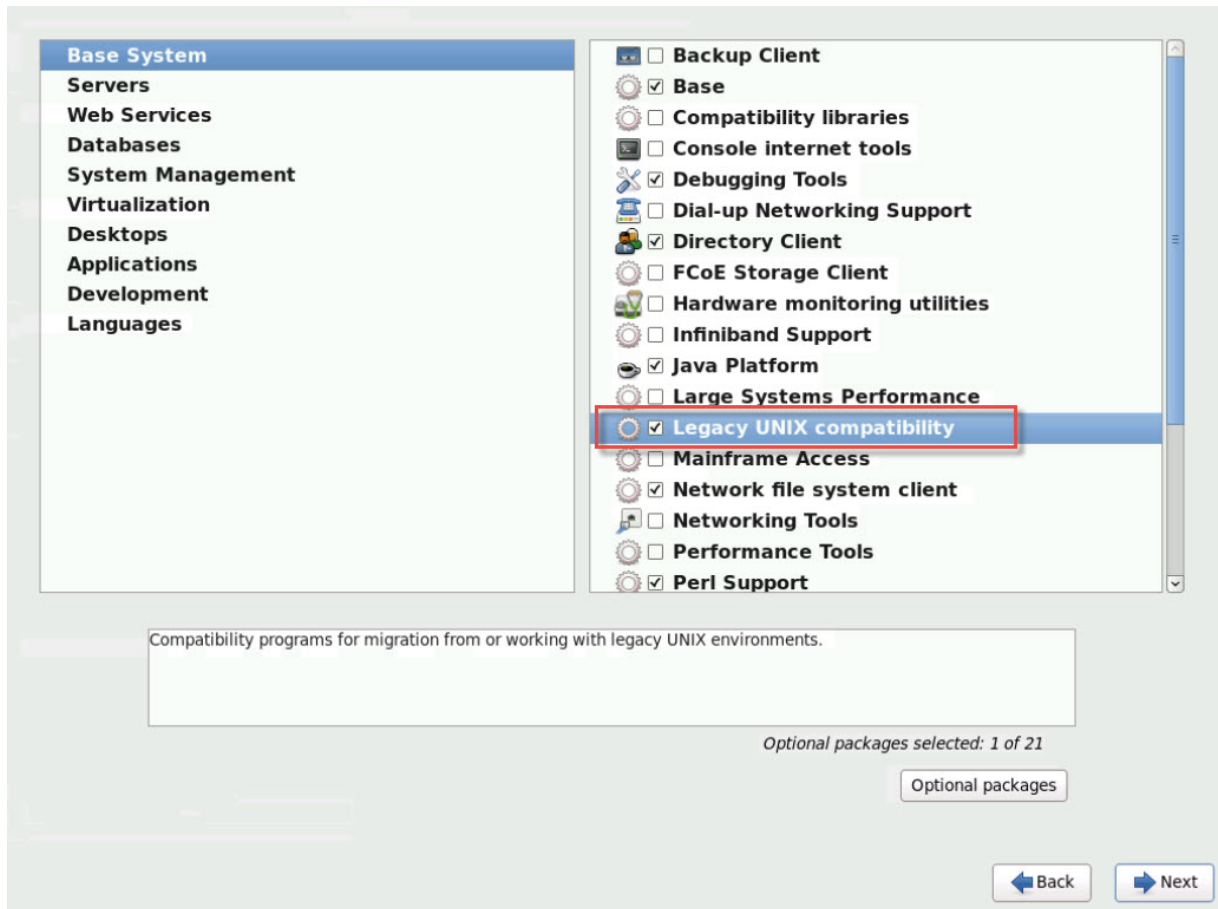 Base System
Servers
Web Services
Databases
System Management
Virtualization
Desktops
Applications
Development
Languages
Backup Client
Base
Compatibility libraries
Console internet tools
Debugging Tools
Dial-up Networking Support
Directory Client
FCoE Storage Client
Hardware monitoring utilities
Infiniband Support
Java Platform
Large Systems Performance
Legacy UNIX compatibility
Mainframe Access
Network file system client
Networking Tools
Performance Tools
Perl Support
Compatibility programs for migration from or working with legacy UNIX environments.
Optional packages selected: 1 of 21
Optional packages
Back
Next